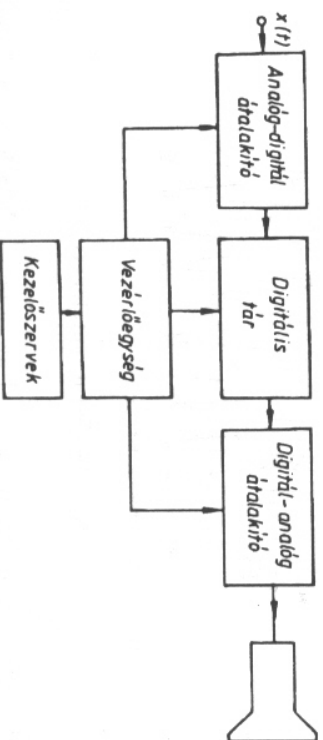 x(t)
Analóg-digitál
átalakító
Digitális
tár
Digitál-analóg
átalakító
Vezérlőegység
Kezelőszervek